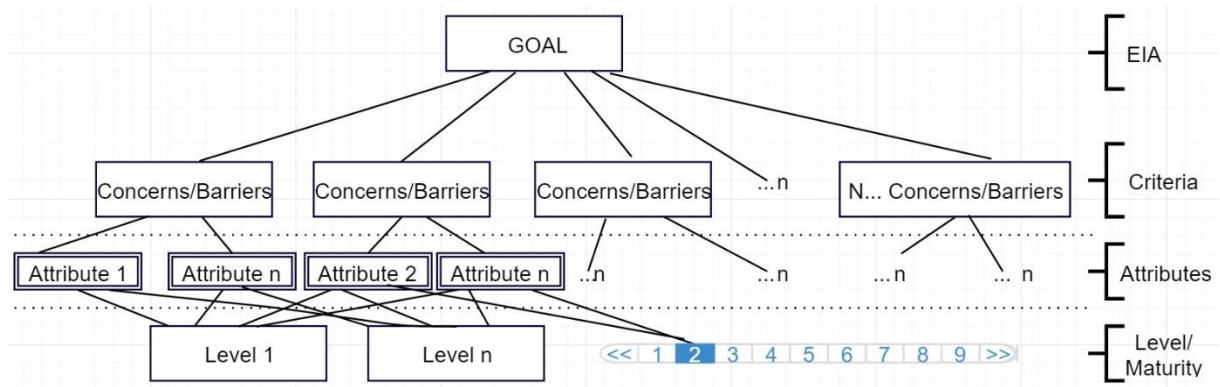 GOAL
EIA
Concerns/Barriers
Concerns/Barriers
Concerns/Barriers
...n
N... Concerns/Barriers
Criteria
Attribute 1
Attribute n
Attribute 2
Attribute n
...n
...n
...n
... n
Attributes
Level 1
Level n
<< 1 2 3 4 5 6 7 8 9 >>
Level/
Maturity